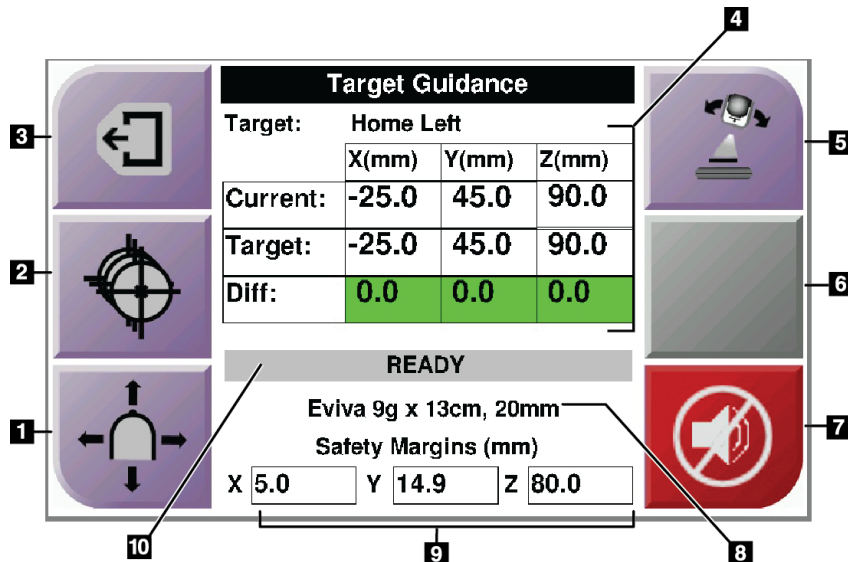 4
Target Guidance
3
Target: Home Left
5
X(mm) Y(mm) Z(mm)
Current: -25.0 45.0 90.0
Target: -25.0 45.0 90.0
2
Diff: 0.0 0.0 0.0
6
READY
Eviva 9g x 13cm, 20mm
1
7
Safety Margins (mm)
X 5.0 Y 14.9 Z 80.0
10
9
8